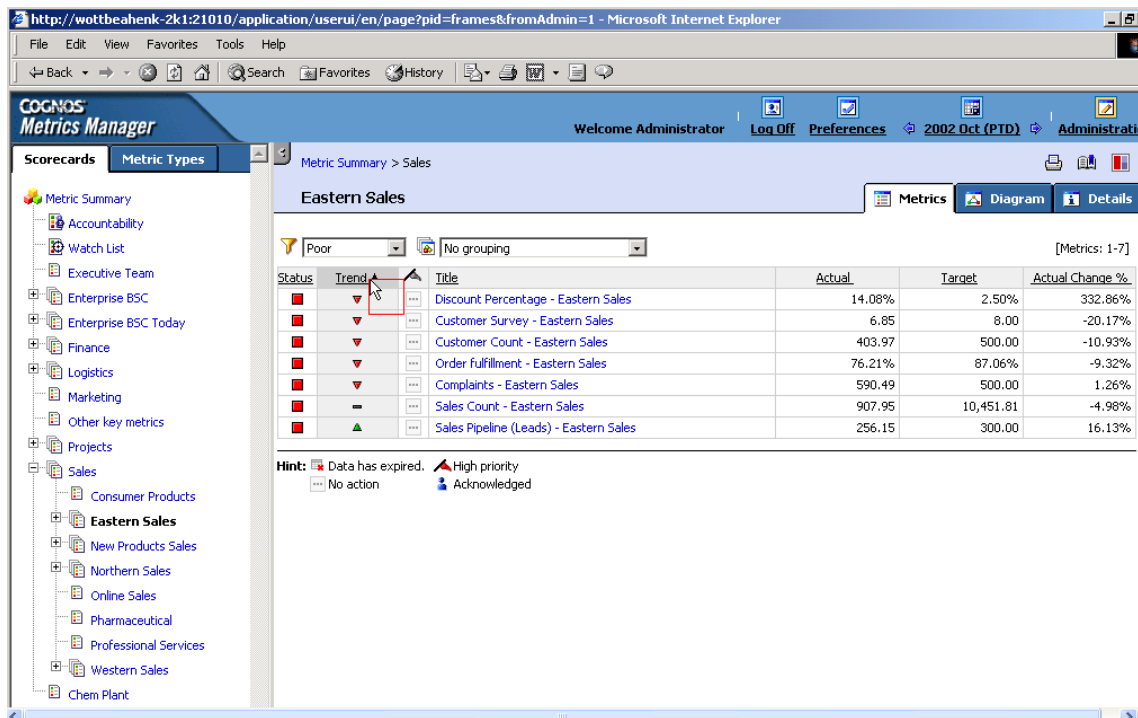 http://wottbeahenk-2k1:21010/application/userui/en/page?pid=frames&fromAdmin=1 - Microsoft Internet Explorer
File Edit View Favorites Tools Help
Back Search Favorites History
COGNOS
Metrics Manager
Welcome Administrator Log Off Preferences 2002 Oct (PTD) Administrati
Scorecards Metric Types
Metric Summary > Sales
Eastern Sales
Metrics Diagram Details
Metric Summary
Accountability
Watch List
Executive Team
Enterprise BSC
Enterprise BSC Today
Finance
Logistics
Marketing
Other key metrics
Projects
Sales
Consumer Products
Eastern Sales
New Products Sales
Northern Sales
Online Sales
Pharmaceutical
Professional Services
Western Sales
Chem Plant
Poor No grouping [Metrics: 1-7]
Status Trend Title Actual Target Actual Change %
Discount Percentage - Eastern Sales 14.08% 2.50% 332.86%
Customer Survey - Eastern Sales 6.85 8.00 -20.17%
Customer Count - Eastern Sales 403.97 500.00 -10.93%
Order fulfillment - Eastern Sales 76.21% 87.06% -9.32%
Complaints - Eastern Sales 590.49 500.00 1.26%
Sales Count - Eastern Sales 907.95 10,451.81 -4.98%
Sales Pipeline (Leads) - Eastern Sales 256.15 300.00 16.13%
Hint: Data has expired. High priority
No action Acknowledged